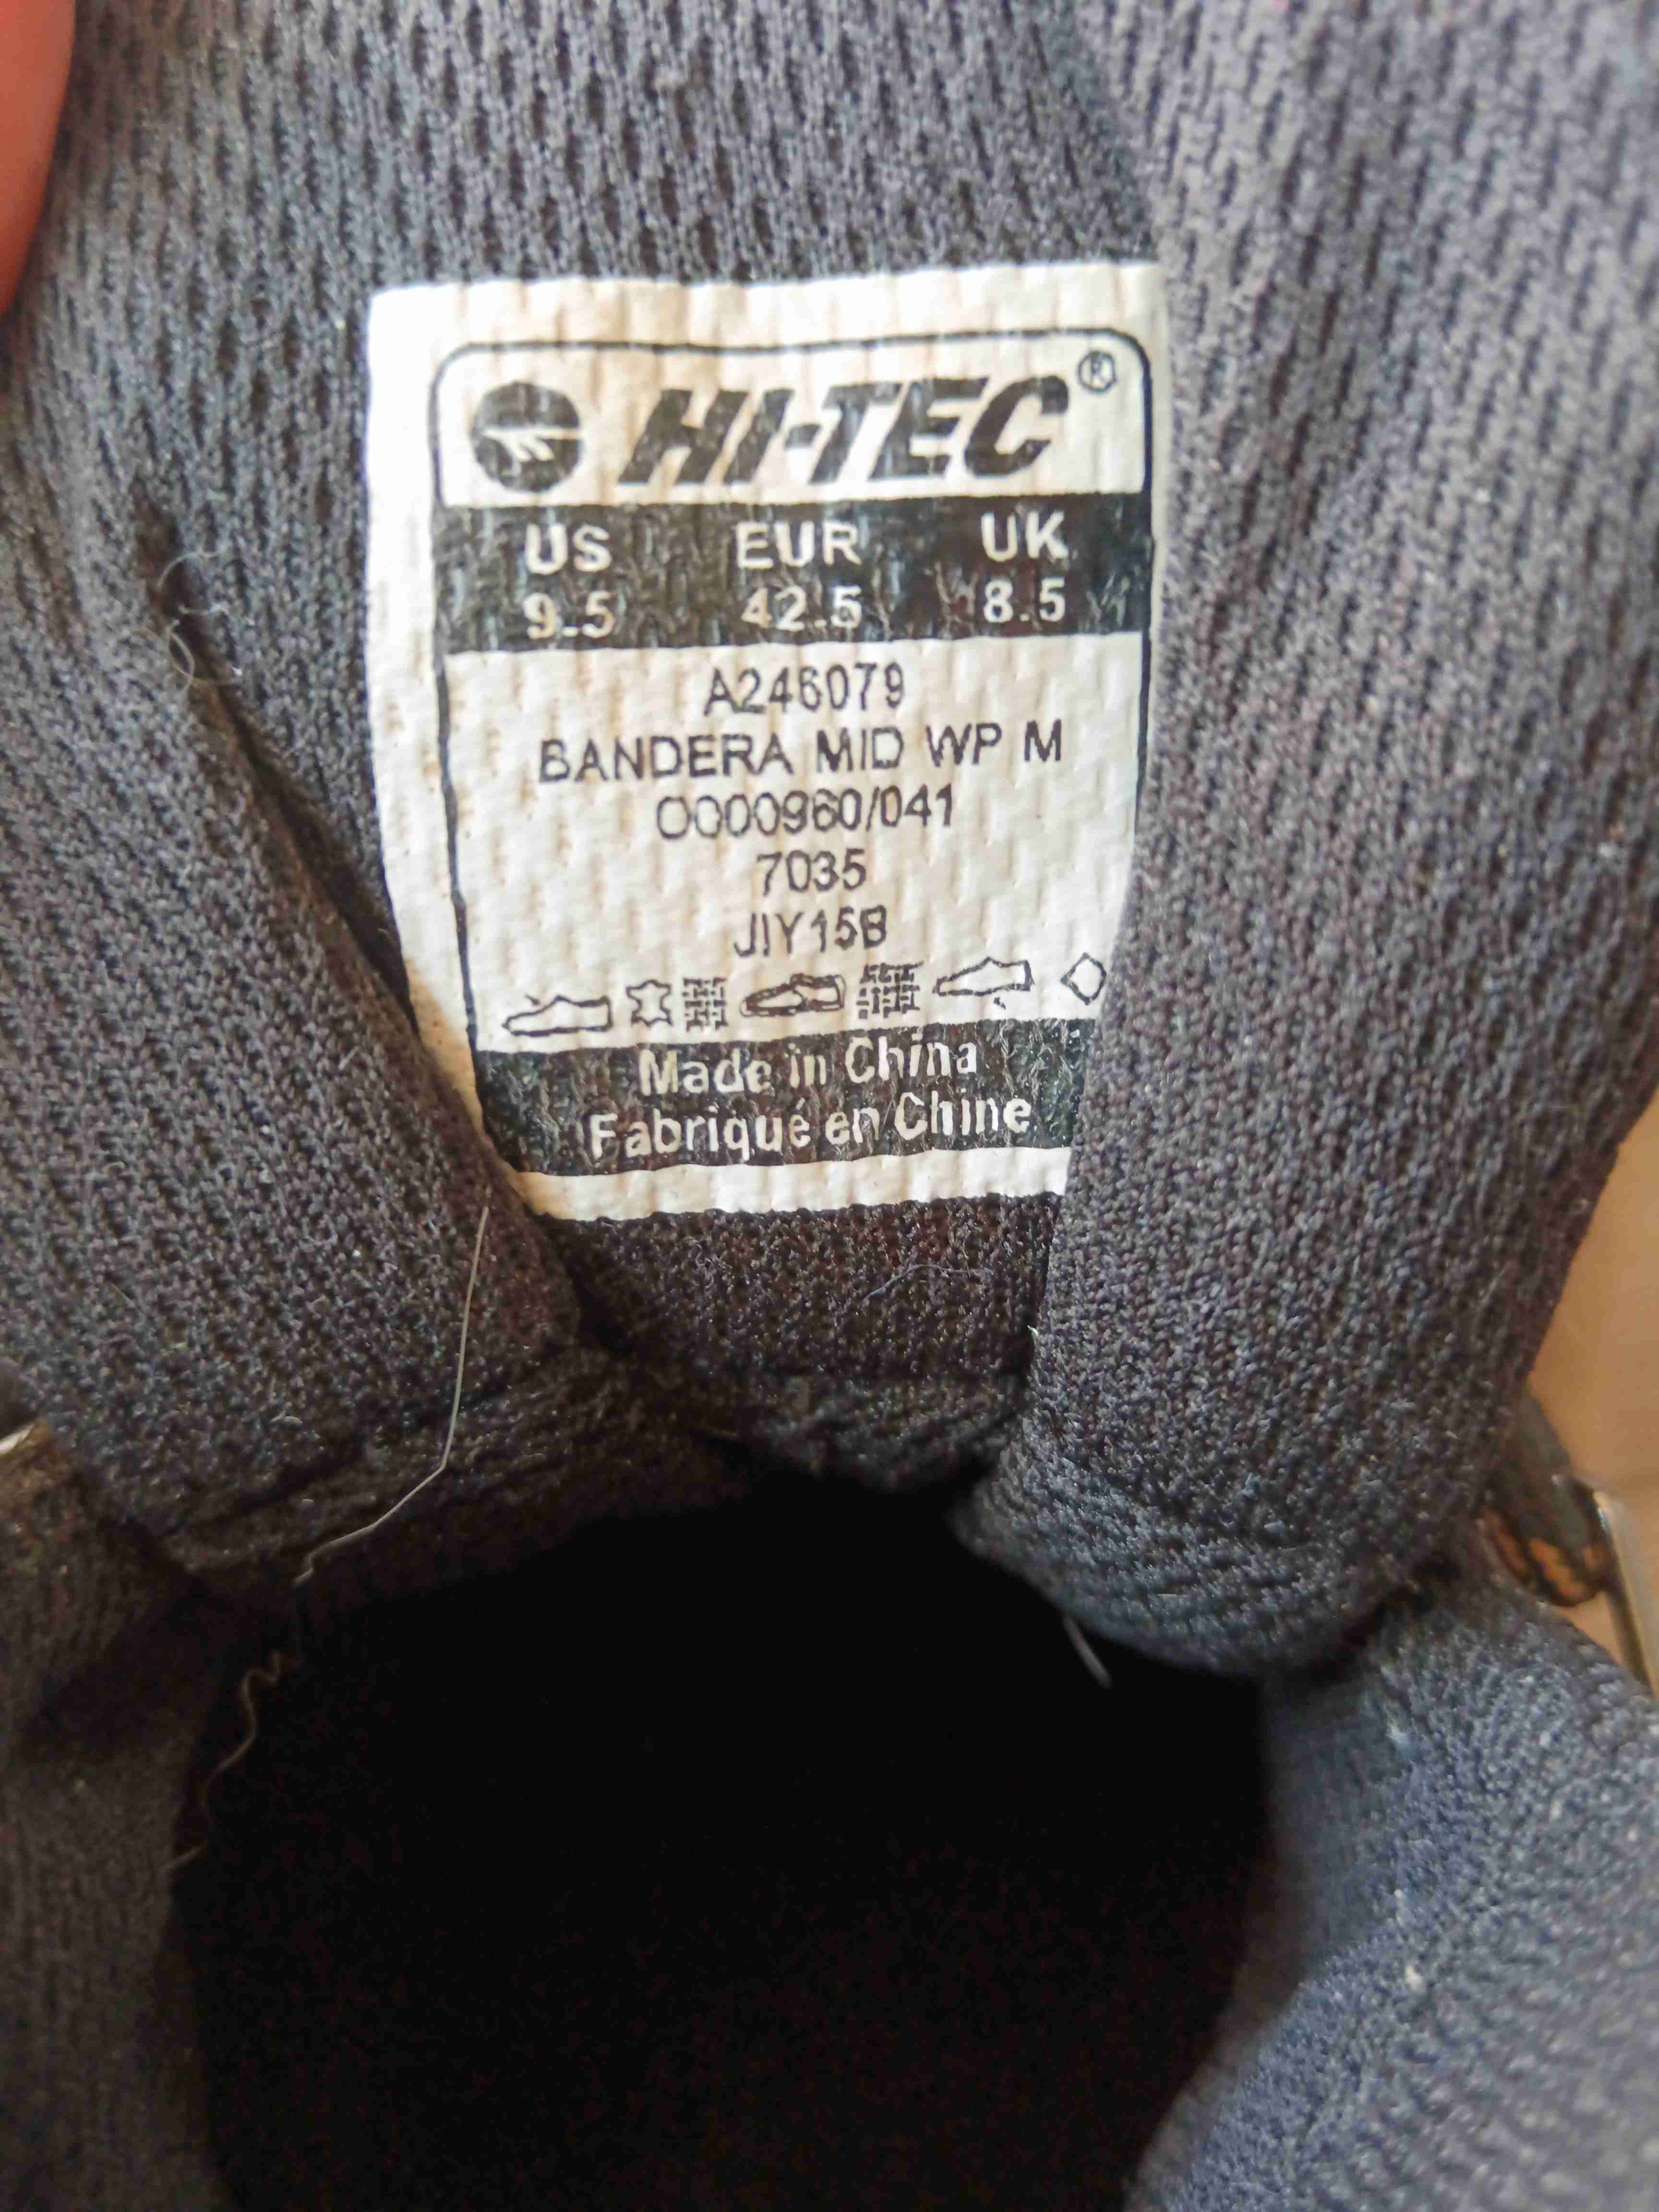 HI-TEC®
US EUR UK
9.5 42.5 8.5
A246079
BANDERA MID WP M
O000960/041
7035
JIY15B
Made in China
Fabriqué en Chine